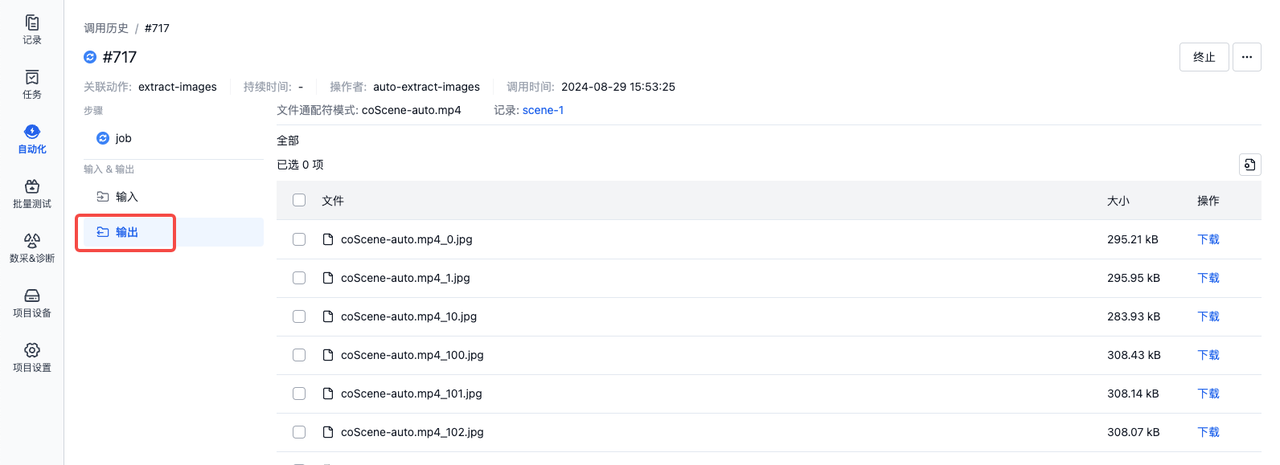 记录
任务
自动化
批量测试
数采&诊断
项目设备
项目设置
调用历史 / #717
#717
终止
...
关联动作: extract-images 持续时间: - 操作者: auto-extract-images 调用时间: 2024-08-29 15:53:25
步骤
job
输入 & 输出
输入
输出
文件通配符模式: coScene-auto.mp4 记录: scene-1
全部
已选 0 项
文件 大小 操作
coScene-auto.mp4_0.jpg 295.21 kB 下载
coScene-auto.mp4_1.jpg 295.95 kB 下载
coScene-auto.mp4_10.jpg 283.93 kB 下载
coScene-auto.mp4_100.jpg 308.43 kB 下载
coScene-auto.mp4_101.jpg 308.14 kB 下载
coScene-auto.mp4_102.jpg 308.07 kB 下载